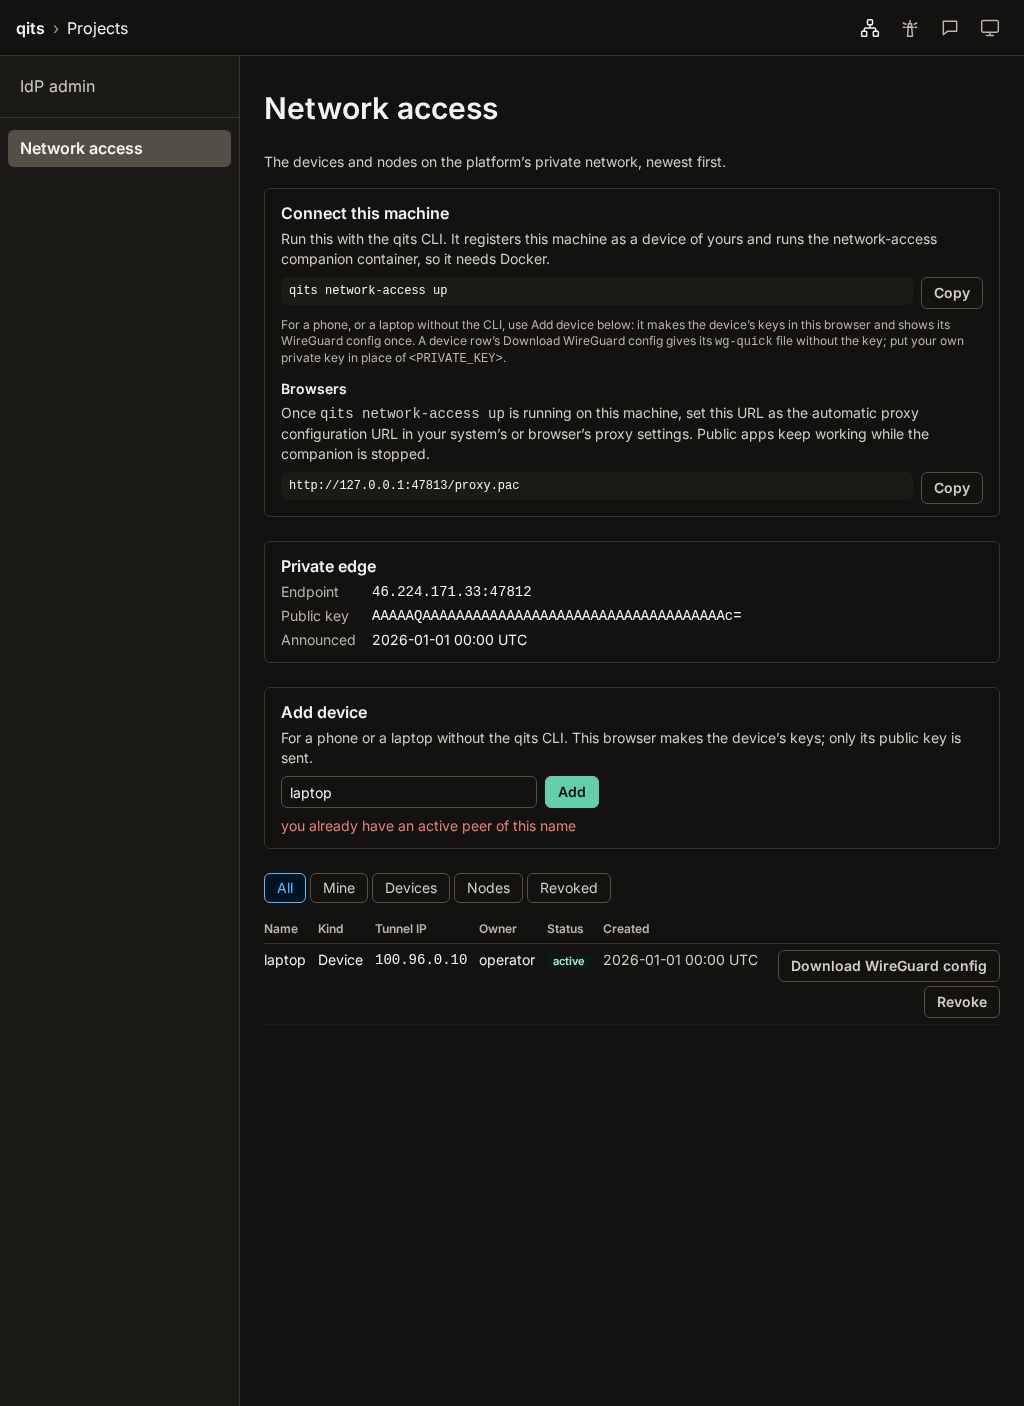 qits › Projects
IdP admin
Network access
Network access
The devices and nodes on the platform’s private network, newest first.
Connect this machine
Run this with the qits CLI. It registers this machine as a device of yours and runs the network-access
companion container, so it needs Docker.
qits network-access up
Copy
For a phone, or a laptop without the CLI, use Add device below: it makes the device’s keys in this browser and shows its
WireGuard config once. A device row’s Download WireGuard config gives its wg-quick file without the key; put your own
private key in place of <PRIVATE_KEY>.
Browsers
Once qits network-access up is running on this machine, set this URL as the automatic proxy
configuration URL in your system’s or browser’s proxy settings. Public apps keep working while the
companion is stopped.
http://127.0.0.1:47813/proxy.pac
Copy
Private edge
Endpoint 46.224.171.33:47812
Public key AAAAAQAAAAAAAAAAAAAAAAAAAAAAAAAAAAAAAAAAAAc=
Announced 2026-01-01 00:00 UTC
Add device
For a phone or a laptop without the qits CLI. This browser makes the device’s keys; only its public key is
sent.
laptop
Add
you already have an active peer of this name
All Mine Devices Nodes Revoked
Name Kind Tunnel IP Owner Status Created
laptop Device 100.96.0.10 operator active 2026-01-01 00:00 UTC Download WireGuard config
Revoke